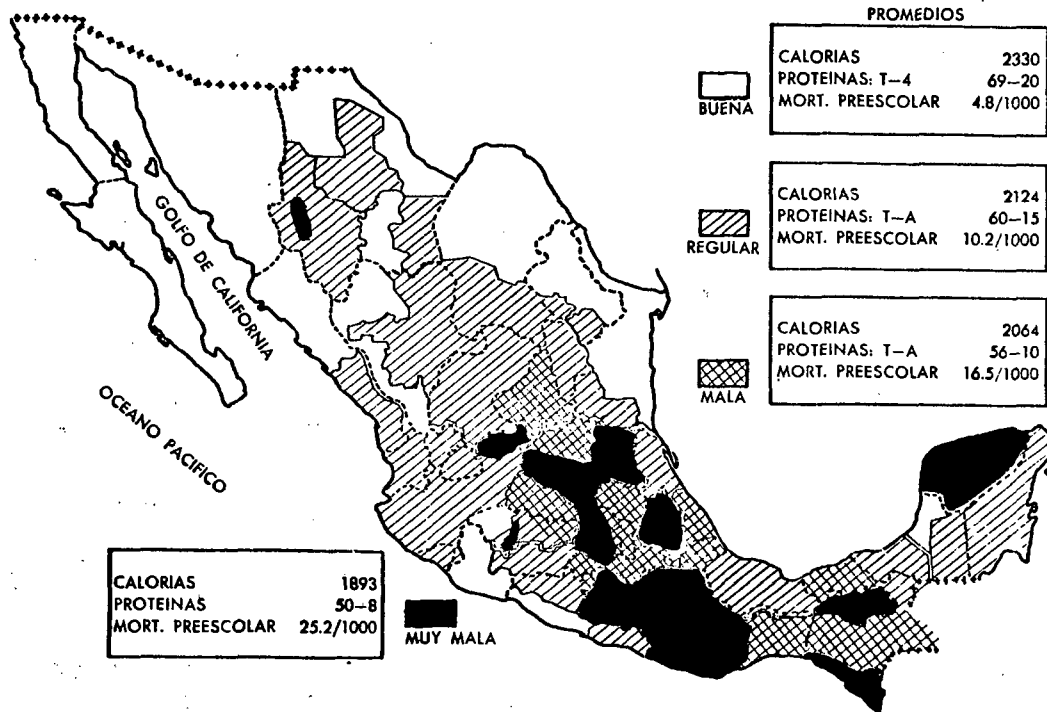 PROMEDIOS
CALORIAS 2330
PROTEINAS: T-4 69-20
MORT. PREESCOLAR 4.8/1000
BUENA
CALORIAS 2124
PROTEINAS: T-A 60-15
MORT. PREESCOLAR 10.2/1000
REGULAR
CALORIAS 2064
PROTEINAS: T-A 56-10
MORT. PREESCOLAR 16.5/1000
MALA
GOLFO DE CALIFORNIA
OCEANO PACIFICO
CALORIAS 1893
PROTEINAS 50-8
MORT. PREESCOLAR 25.2/1000
MUY MALA